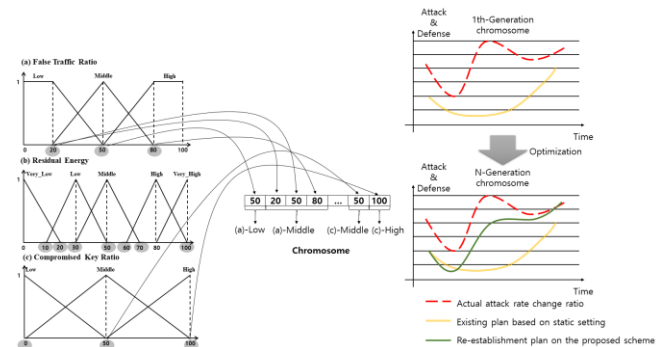 (a) False Traffic Ratio
Low Middle High
1
0 20 50 80 100
(b) Residual Energy
Very_Low Low Middle High Very_High
1
0 10 20 30 50 60 70 80 100
(c) Compromised Key Ratio
Low Middle High
1
0 50 100
50 20 50 80 ... 50 100
(a)-Low (a)-Middle (c)-Middle (c)-High
Chromosome
Attack
&
Defense
1th-Generation
chromosome
Time
Optimization
Attack
&
Defense
N-Generation
chromosome
Time
Actual attack rate change ratio
Existing plan based on static setting
Re-establishment plan on the proposed scheme